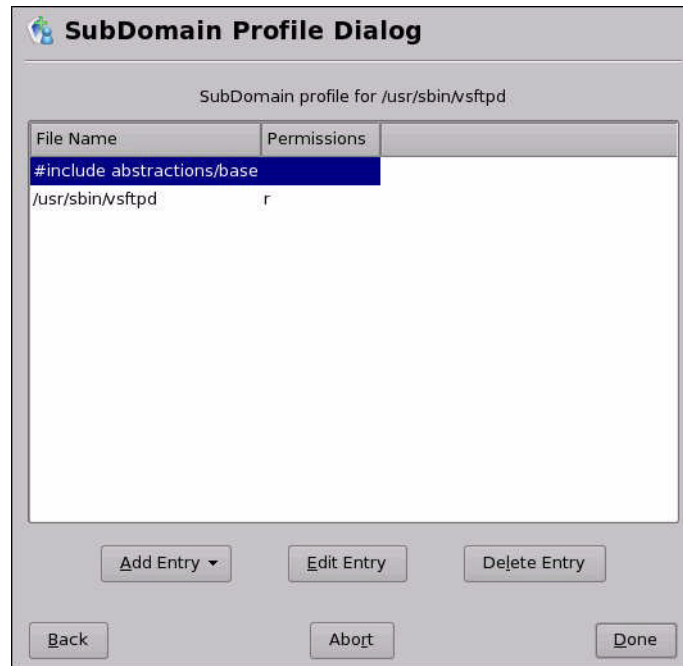 SubDomain Profile Dialog
SubDomain profile for /usr/sbin/vsftpd
File Name Permissions
#include abstractions/base
/usr/sbin/vsftpd r
Add Entry Edit Entry Delete Entry
Back Abort Done